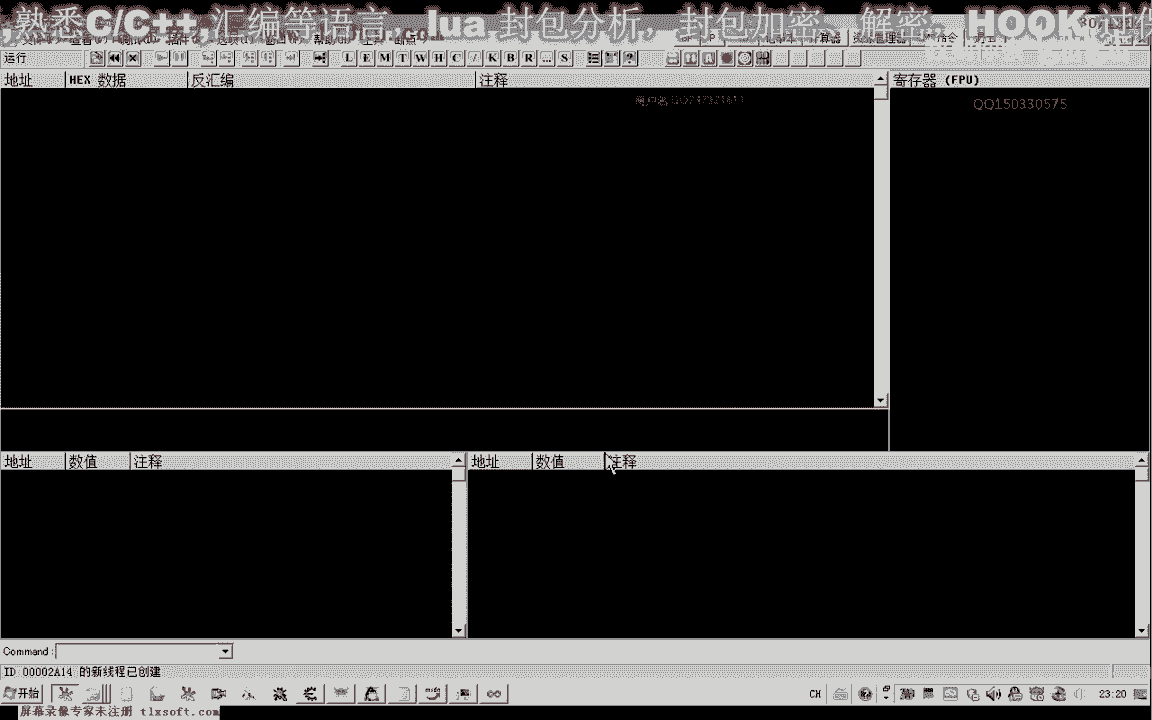 ,熟悉C/C++,汇编等语言，lua 封包分析，封包加密、解密、HOOK
运行
L E M T W H C / K B R ... S
地址 HEX 数据 反汇编 注释 寄存器 (FPU)
QQ150330575
地址 数值 注释 地址 数值 注释
Command:
ID 00002A14 的新线程已创建
开始 CH 23:20
屏幕录像专家未注册 tlxsoft.com